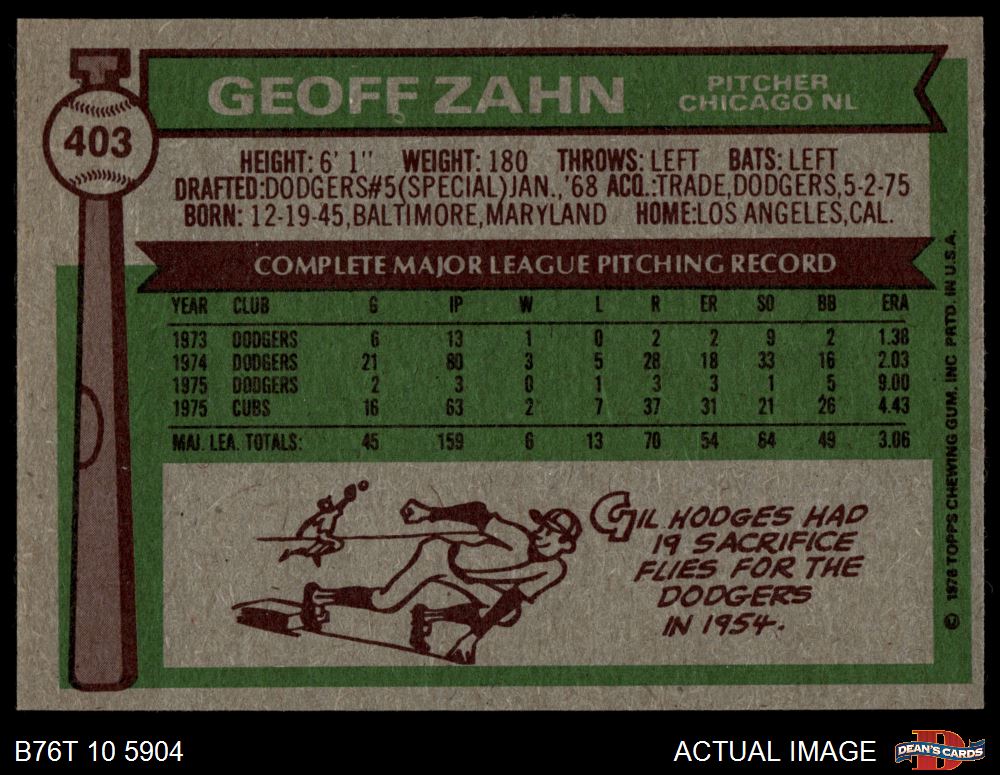 403
GEOFF ZAHN
PITCHER
CHICAGO NL
HEIGHT: 6' 1" WEIGHT: 180 THROWS: LEFT BATS: LEFT
DRAFTED:DODGERS#5(SPECIAL)JAN.,'68 ACQ.:TRADE,DODGERS,5-2-75
BORN: 12-19-45,BALTIMORE,MARYLAND HOME:LOS ANGELES,CAL.
COMPLETE MAJOR LEAGUE PITCHING RECORD
YEAR CLUB G IP W L R ER SO BB ERA
1973 DODGERS 6 13 1 0 2 2 9 2 1.38
1974 DODGERS 21 80 3 5 28 18 33 16 2.03
1975 DODGERS 2 3 0 1 3 3 1 5 9.00
1975 CUBS 16 63 2 7 37 31 21 26 4.43
MAJ. LEA. TOTALS: 45 159 6 13 70 54 64 49 3.06
GIL HODGES HAD
19 SACRIFICE
FLIES FOR THE
DODGERS
IN 1954.
© 1976 TOPPS CHEWING GUM, INC PRTD. IN U.S.A.
B76T 10 5904
ACTUAL IMAGE
DEAN'S CARDS